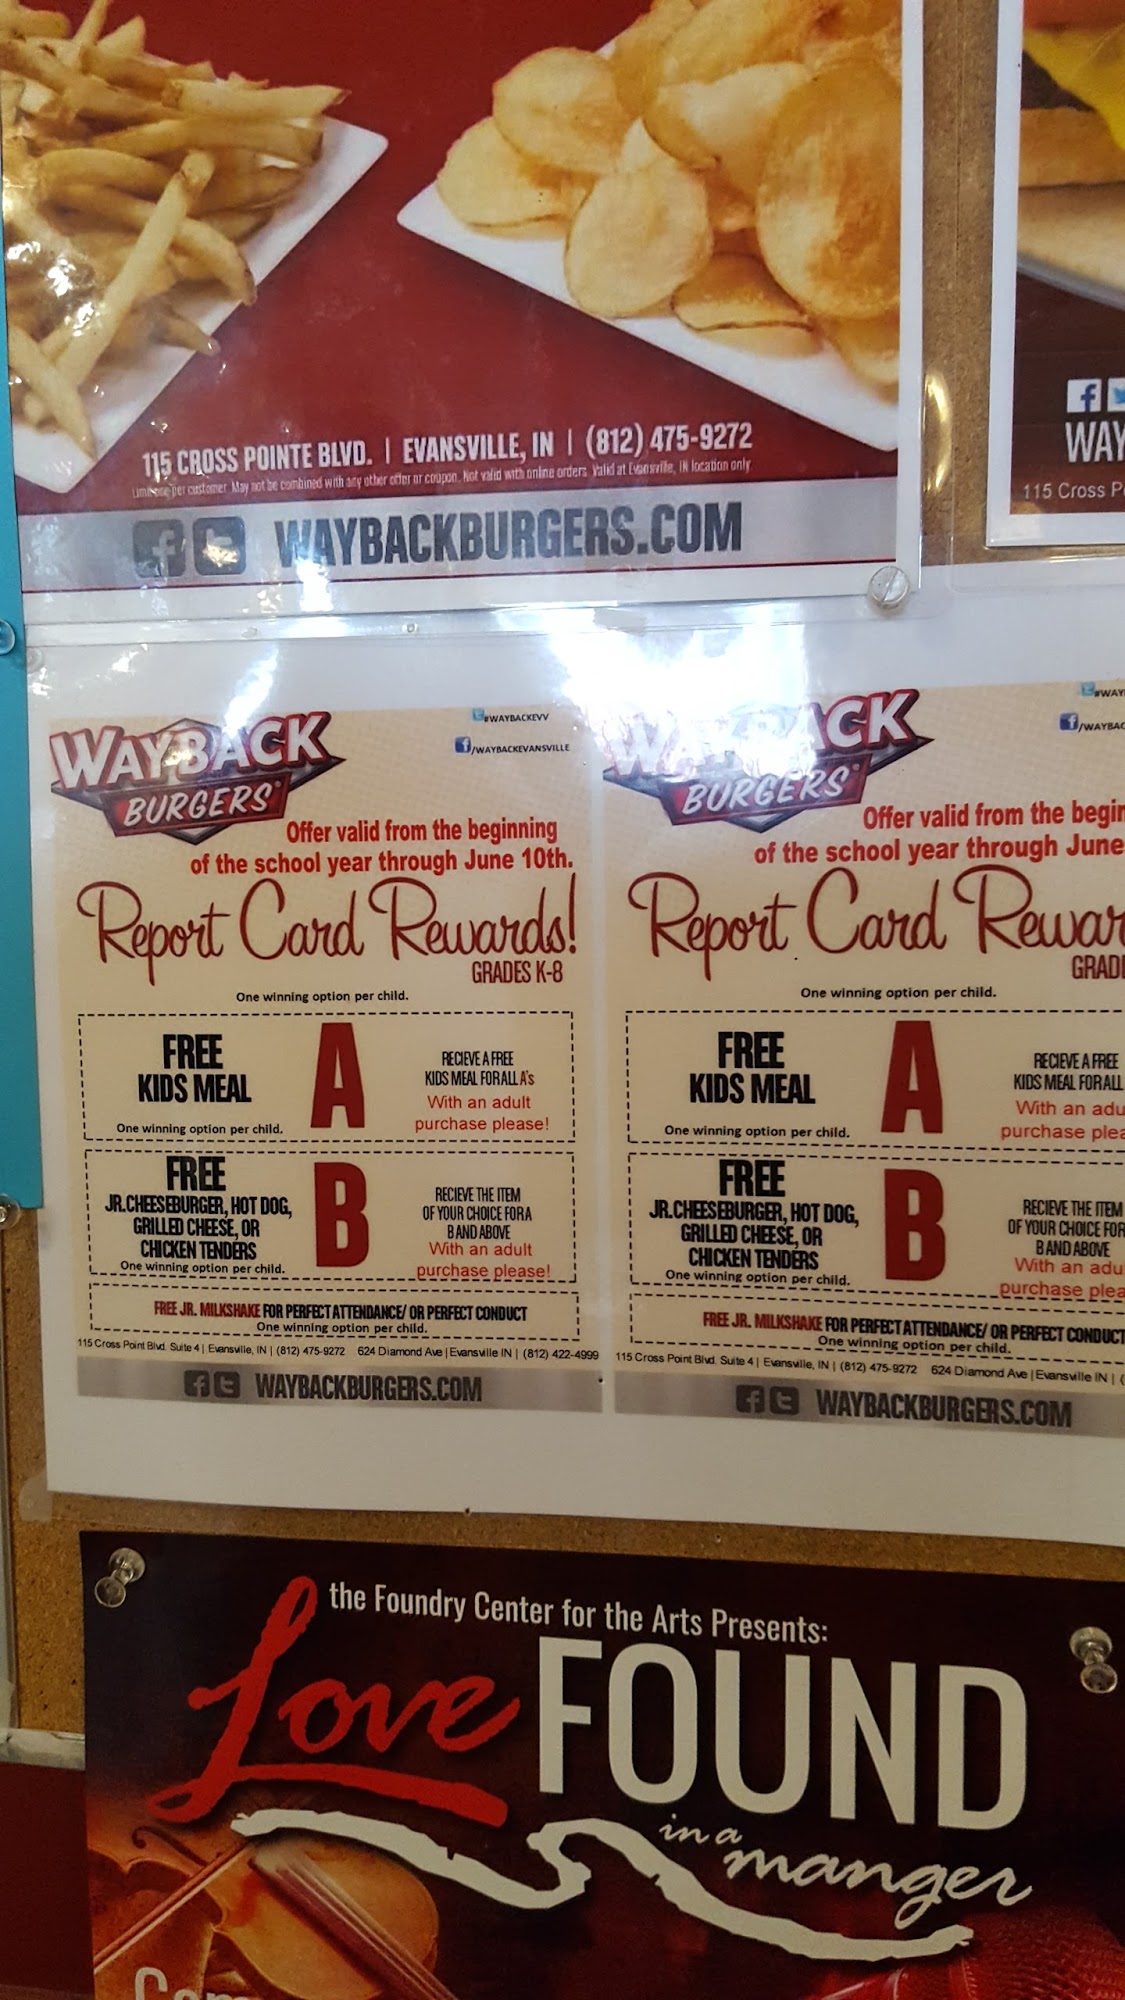 115 CROSS POINTE BLVD. | EVANSVILLE, IN | (812) 475-9272
Limit one per customer. May not be combined with any other offer or coupon. Not valid with online orders. Valid at Evansville, IN location only.
WAYBACKBURGERS.COM
WAY
115 Cross P
WAYBACK
BURGERS
#WAYBACKEVV
/WAYBACKEVANSVILLE
Offer valid from the beginning
of the school year through June 10th.
Report Card Rewards!
GRADES K-8
One winning option per child.
FREE
KIDS MEAL
One winning option per child.
A
RECIEVE A FREE
KIDS MEAL FOR ALL A's
With an adult
purchase please!
FREE
JR. CHEESEBURGER, HOT DOG,
GRILLED CHEESE, OR
CHICKEN TENDERS
One winning option per child.
B
RECIEVE THE ITEM
OF YOUR CHOICE FOR A
B AND ABOVE
With an adult
purchase please!
FREE JR. MILKSHAKE FOR PERFECT ATTENDANCE/ OR PERFECT CONDUCT
One winning option per child.
115 Cross Point Blvd. Suite 4 | Evansville, IN | (812) 475-9272 624 Diamond Ave | Evansville IN | (812) 422-4999
WAYBACKBURGERS.COM
WAYBACK
BURGERS
#WAY
/WAYBAC
Offer valid from the begin
of the school year through June
Report Card Rewar
GRAD
One winning option per child.
FREE
KIDS MEAL
One winning option per child.
A
RECIEVE A FREE
KIDS MEAL FOR ALL
With an adu
purchase plea
FREE
JR. CHEESEBURGER, HOT DOG,
GRILLED CHEESE, OR
CHICKEN TENDERS
One winning option per child.
B
RECIEVE THE ITEM
OF YOUR CHOICE FOR
B AND ABOVE
With an adu
purchase plea
FREE JR. MILKSHAKE FOR PERFECT ATTENDANCE/ OR PERFECT CONDUCT
One winning option per child.
115 Cross Point Blvd. Suite 4 | Evansville, IN | (812) 475-9272 624 Diamond Ave | Evansville IN | (
WAYBACKBURGERS.COM
the Foundry Center for the Arts Presents:
Love FOUND
in a
manger